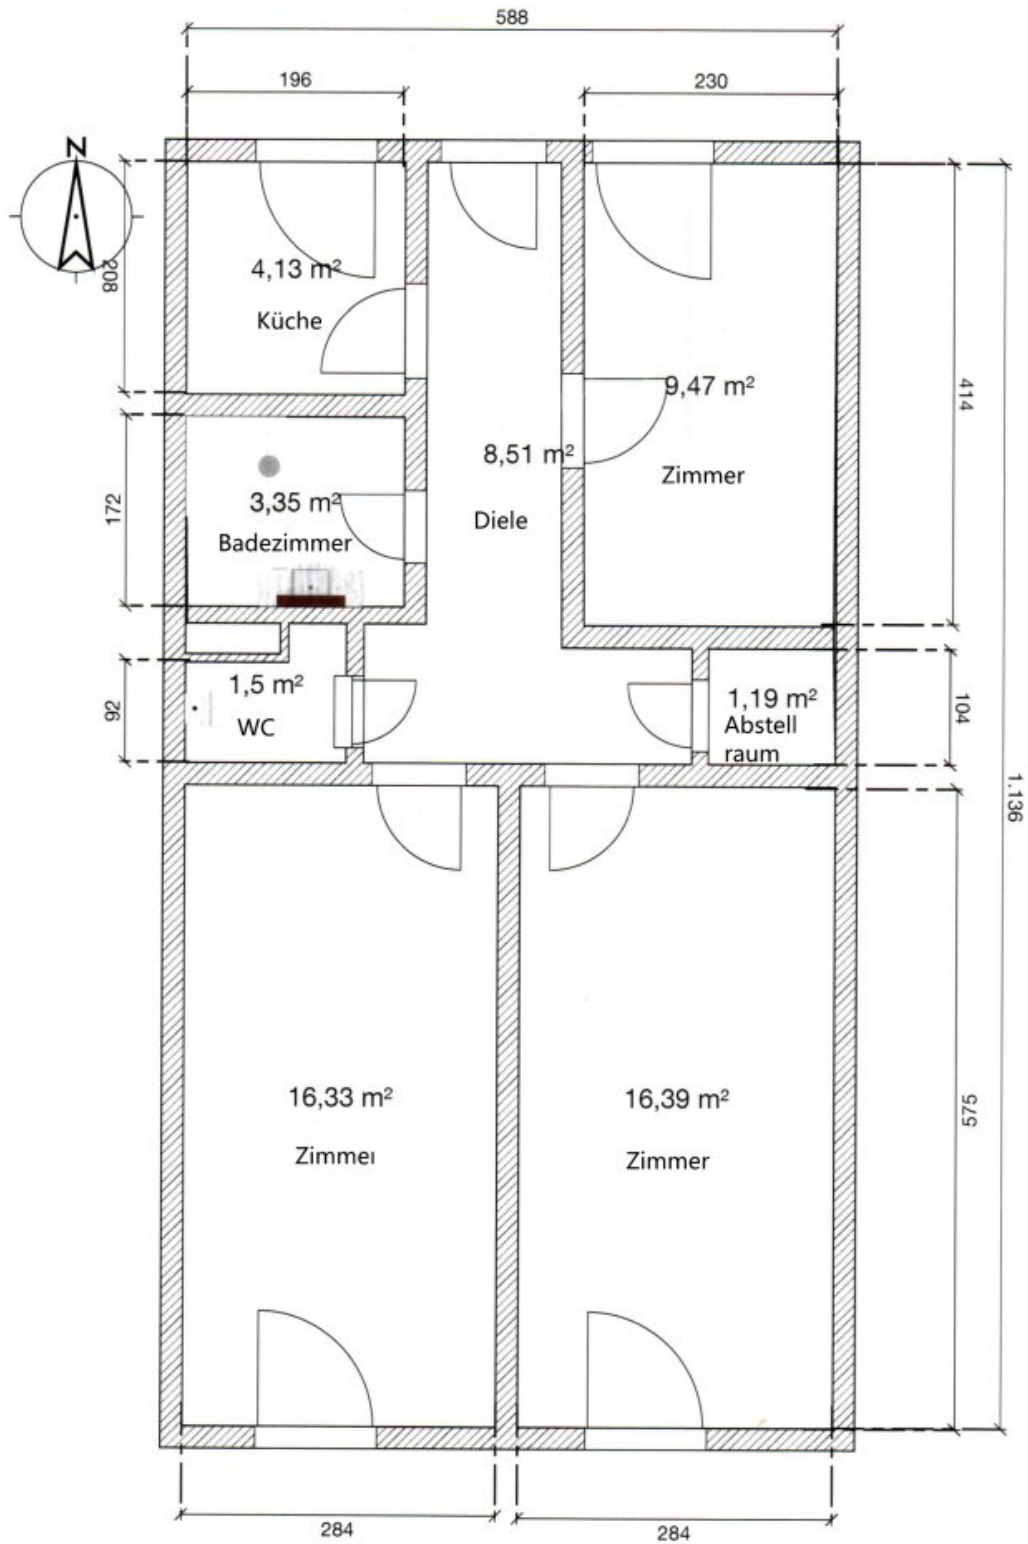 588
196
230
N
208
4,13 m²
Küche
9,47 m²
Zimmer
414
8,51 m²
Diele
172
3,35 m²
Badezimmer
92
1,5 m²
WC
1,19 m²
Abstell
raum
104
1.136
16,33 m²
Zimmer
16,39 m²
Zimmer
575
284
284